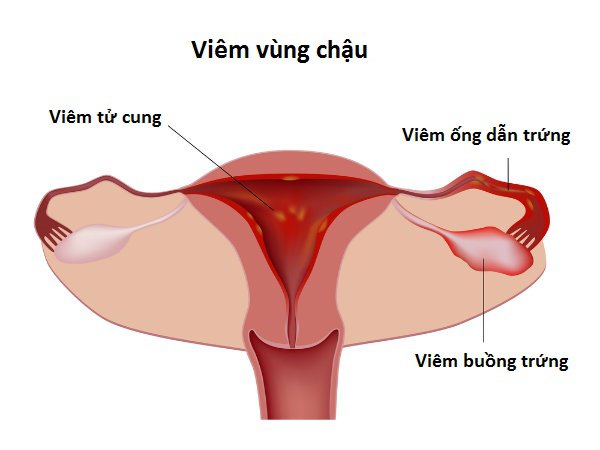 Viêm vùng chậu
Viêm tử cung
Viêm ống dẫn trứng
Viêm buồng trứng